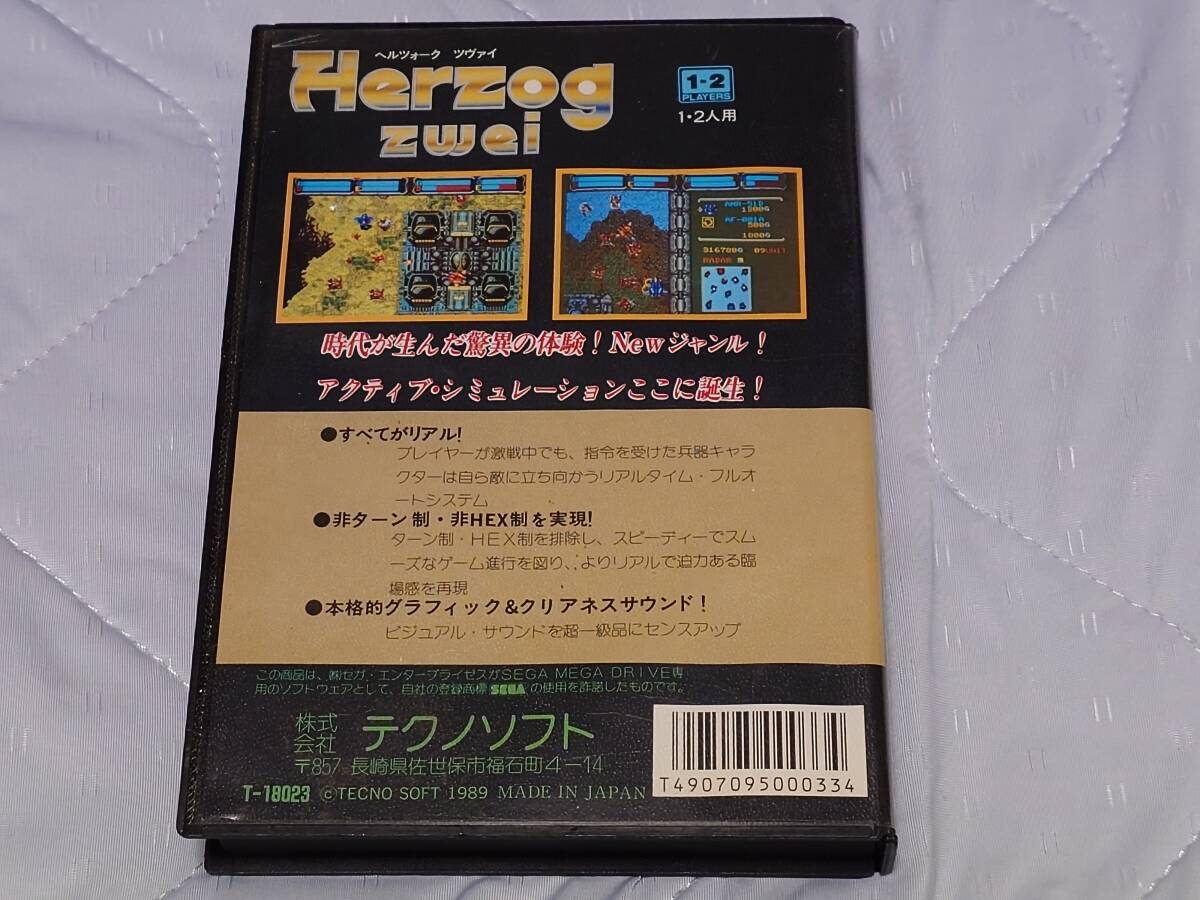 ヘルツォーク ツヴァイ
Herzog
zwei
1-2
PLAYERS
1・2人用
AMR-51D
1800G
AF-001A
500G
1000G
316780G 09UNIT
RADAR
時代が生んだ驚異の体験！Newジャンル！
アクティブ・シミュレーションここに誕生！
●すべてがリアル!
プレイヤーが激戦中でも、指令を受けた兵器キャラ
クターは自ら敵に立ち向かうリアルタイム・フルオ
ートシステム
●非ターン制・非HEX制を実現!
ターン制・HEX制を排除し、スピーディーでスム
ーズなゲーム進行を図り、よりリアルで迫力ある臨
場感を再現
●本格的グラフィック&クリアネスサウンド！
ビジュアル・サウンドを超一級品にセンスアップ
この商品は、㈱セガ・エンタープライゼスがSEGA MEGA DRIVE専
用のソフトウェアとして、自社の登録商標SEGAの使用を許諾したものです。
株式会社 テクノソフト
〒857 長崎県佐世保市福石町4-14
T-18023 ©TECNO SOFT 1989 MADE IN JAPAN
T4907095000334